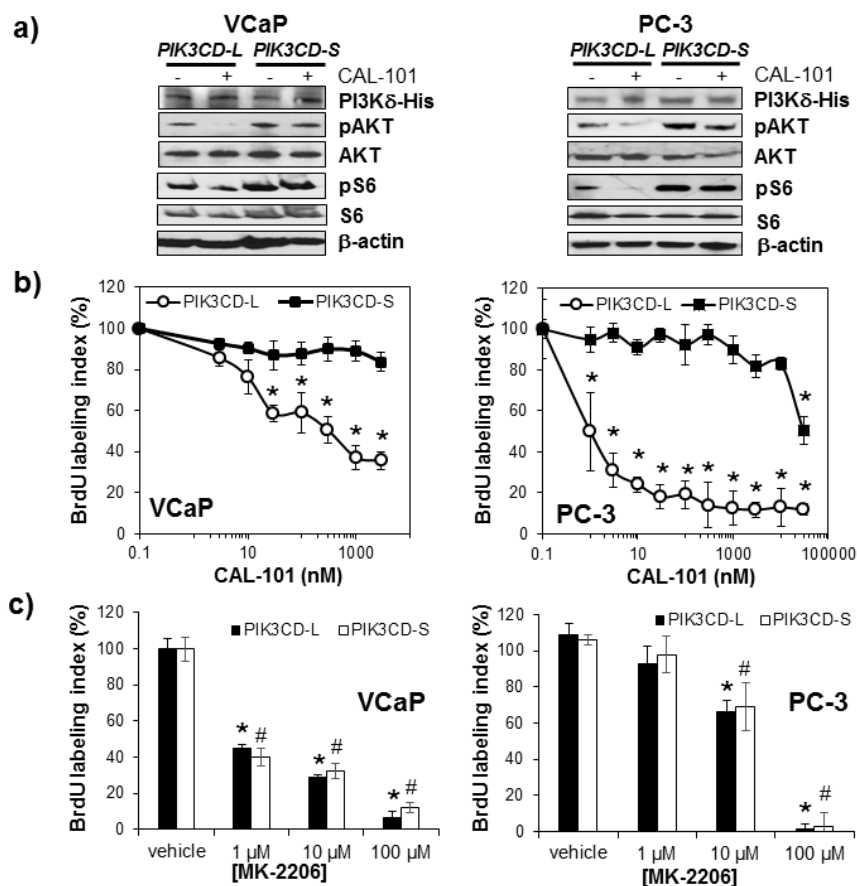 a)
VCaP
PIK3CD-L PIK3CD-S
- + - + CAL-101
PI3Kδ-His
pAKT
AKT
pS6
S6
β-actin
PC-3
PIK3CD-L PIK3CD-S
- + - + CAL-101
PI3Kδ-His
pAKT
AKT
pS6
S6
β-actin
b)
BrdU labeling index (%)
120
100
80
60
40
20
0
PIK3CD-L PIK3CD-S
* * * * *
VCaP
0.1 10 1000
CAL-101 (nM)
BrdU labeling index (%)
120
100
80
60
40
20
0
PIK3CD-L PIK3CD-S
*
* * * * * * * * * *
PC-3
0.1 10 1000 100000
CAL-101 (nM)
c)
BrdU labeling index (%)
120
100
80
60
40
20
0
PIK3CD-L PIK3CD-S
VCaP
* # * # * #
vehicle 1 µM 10 µM 100 µM
[MK-2206]
BrdU labeling index (%)
120
100
80
60
40
20
0
PIK3CD-L PIK3CD-S
PC-3
* # * #
vehicle 1 µM 10 µM 100 µM
[MK-2206]